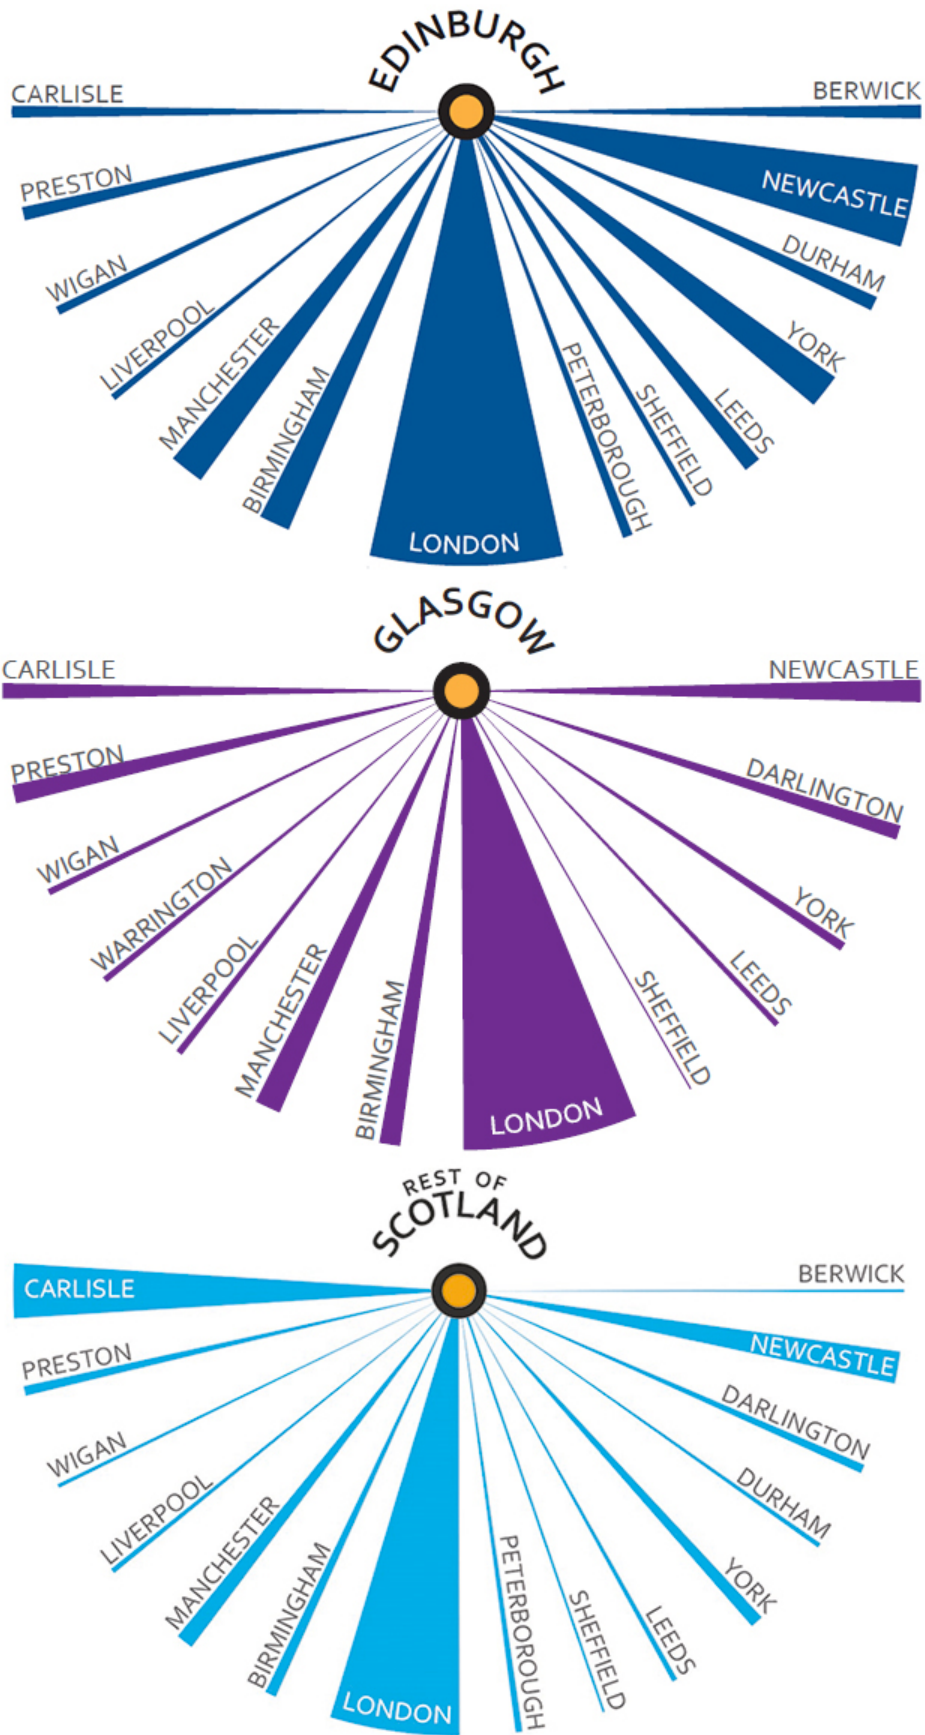 EDINBURGH
CARLISLE
BERWICK
PRESTON
NEWCASTLE
WIGAN
DURHAM
LIVERPOOL
YORK
MANCHESTER
BIRMINGHAM
LONDON
PETERBOROUGH
SHEFFIELD
LEEDS
GLASGOW
CARLISLE
NEWCASTLE
PRESTON
DARLINGTON
WIGAN
WARRINGTON
YORK
LIVERPOOL
LEEDS
MANCHESTER
BIRMINGHAM
LONDON
SHEFFIELD
REST OF
SCOTLAND
CARLISLE
BERWICK
PRESTON
NEWCASTLE
WIGAN
DARLINGTON
LIVERPOOL
DURHAM
MANCHESTER
YORK
BIRMINGHAM
LONDON
PETERBOROUGH
SHEFFIELD
LEEDS